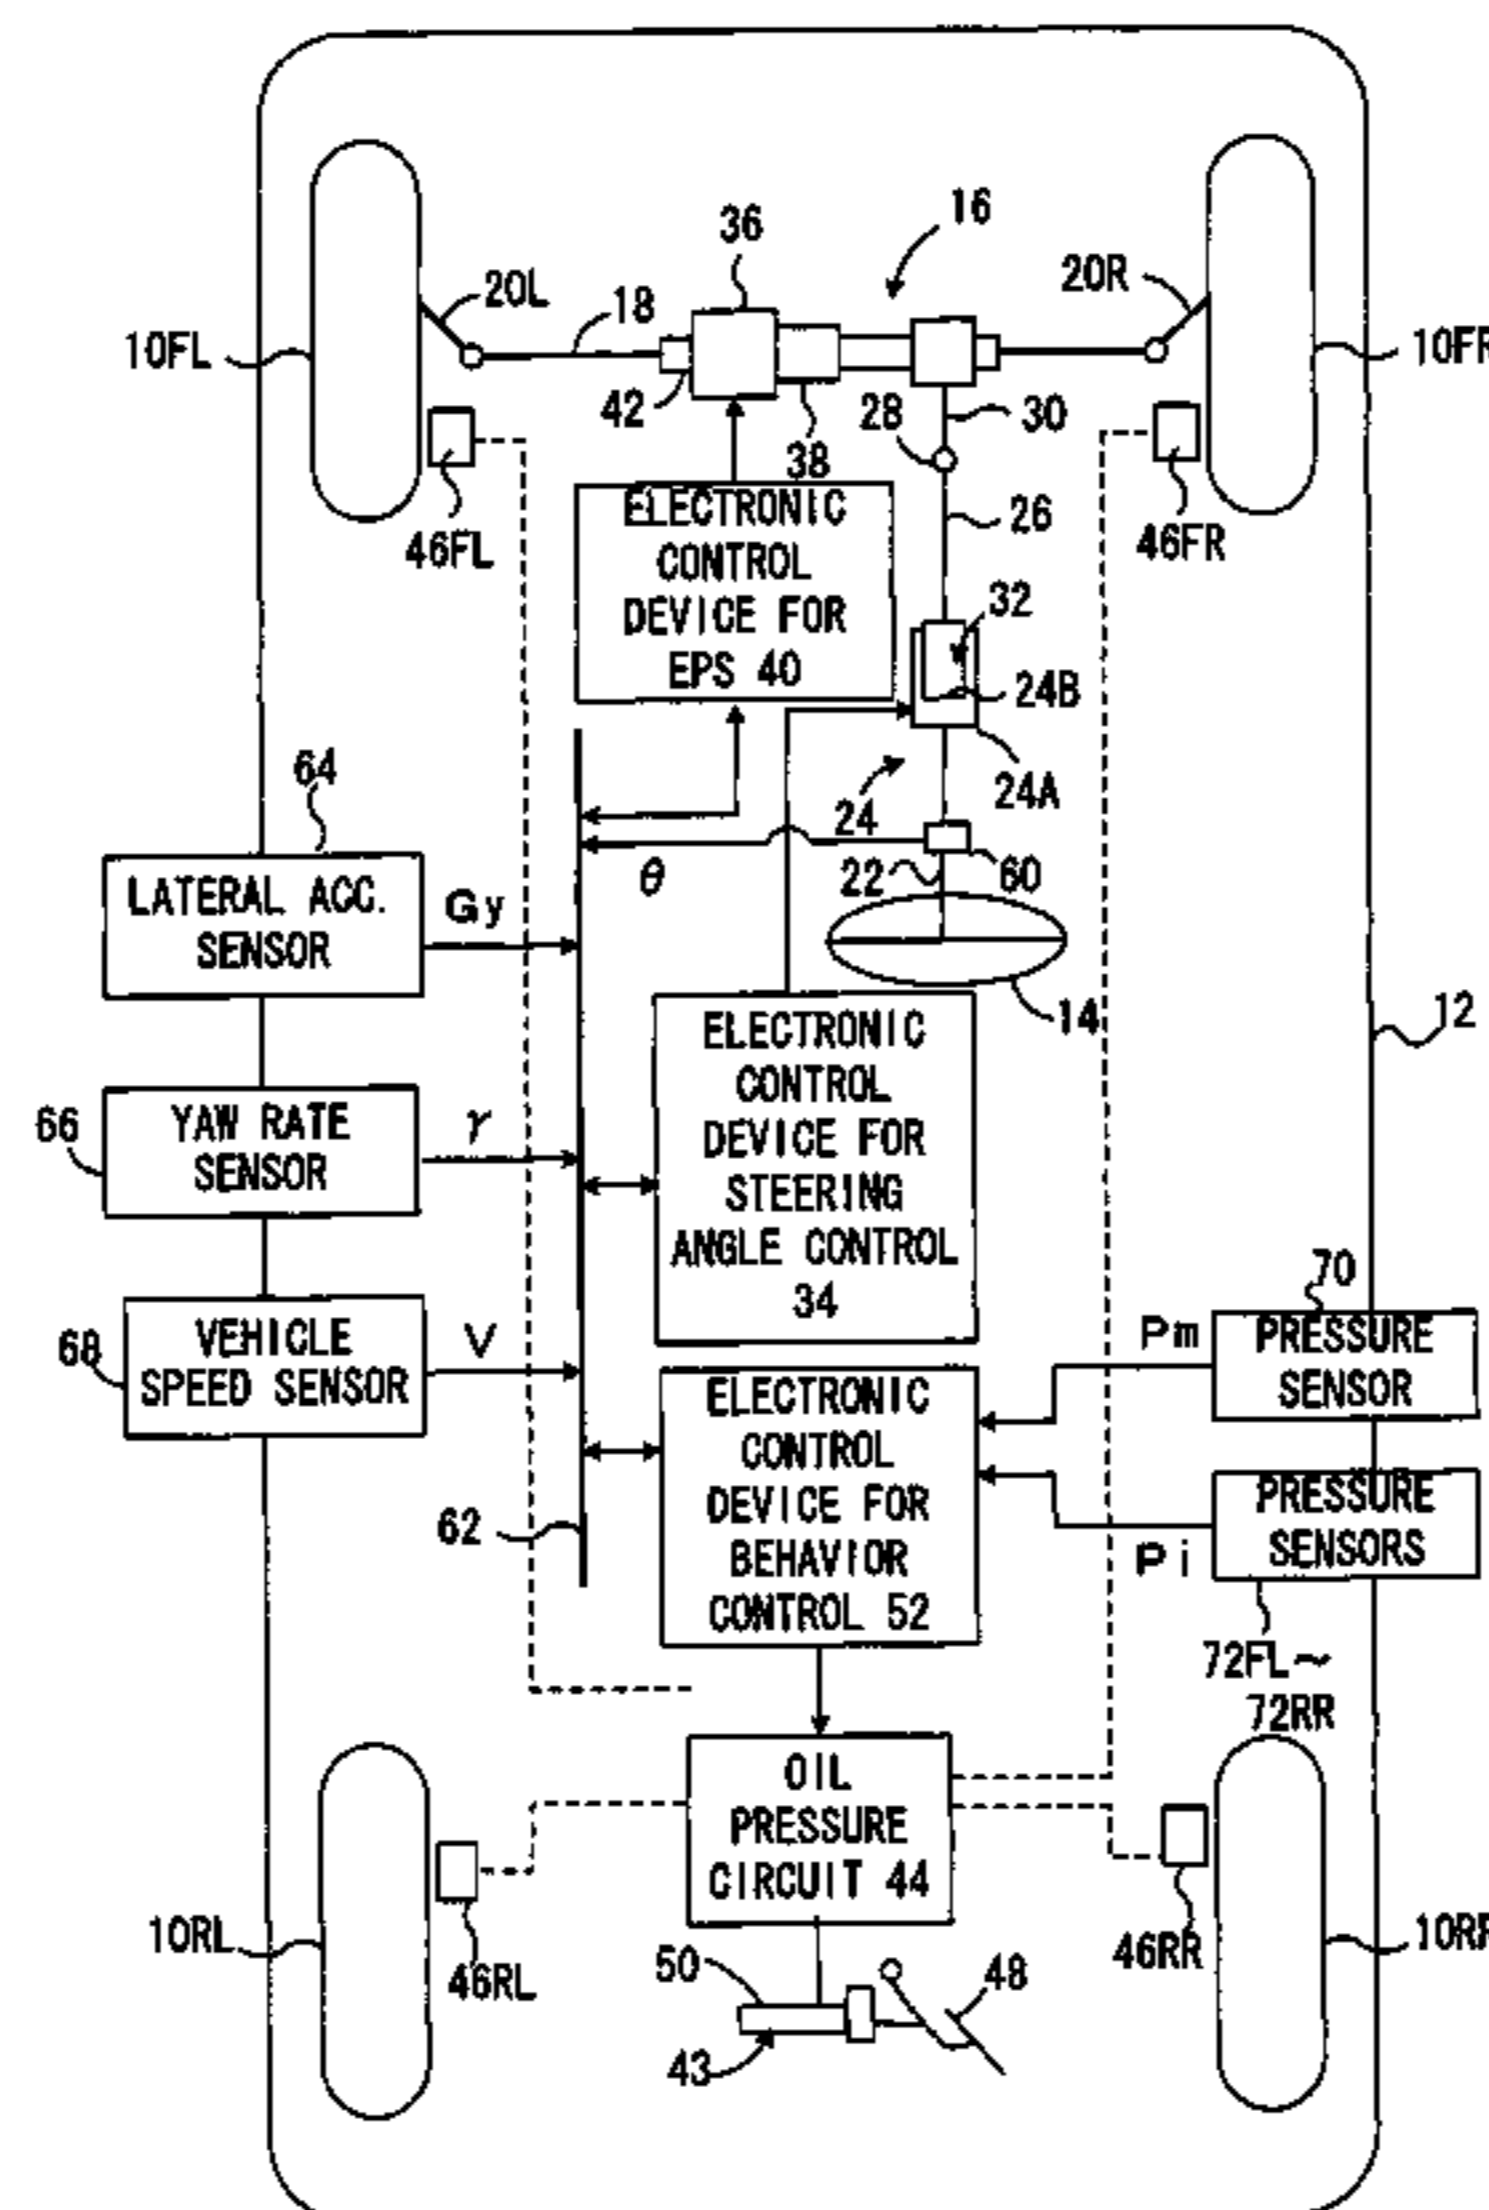 36
16
20L
18
20R
10FL
10FR
42
28
30
38
46FL
26
46FR
ELECTRONIC
CONTROL
DEVICE FOR
EPS 40
32
24B
24A
24
64
θ
22
60
LATERAL ACC.
SENSOR
Gy
14
12
ELECTRONIC
CONTROL
DEVICE FOR
STEERING
ANGLE CONTROL
34
66
YAW RATE
SENSOR
γ
68
VEHICLE
SPEED SENSOR
V
70
Pm
PRESSURE
SENSOR
ELECTRONIC
CONTROL
DEVICE FOR
BEHAVIOR
CONTROL 52
62
Pi
PRESSURE
SENSORS
72FL~
72RR
OIL
PRESSURE
CIRCUIT 44
10RL
46RL
46RR
10RR
50
48
43